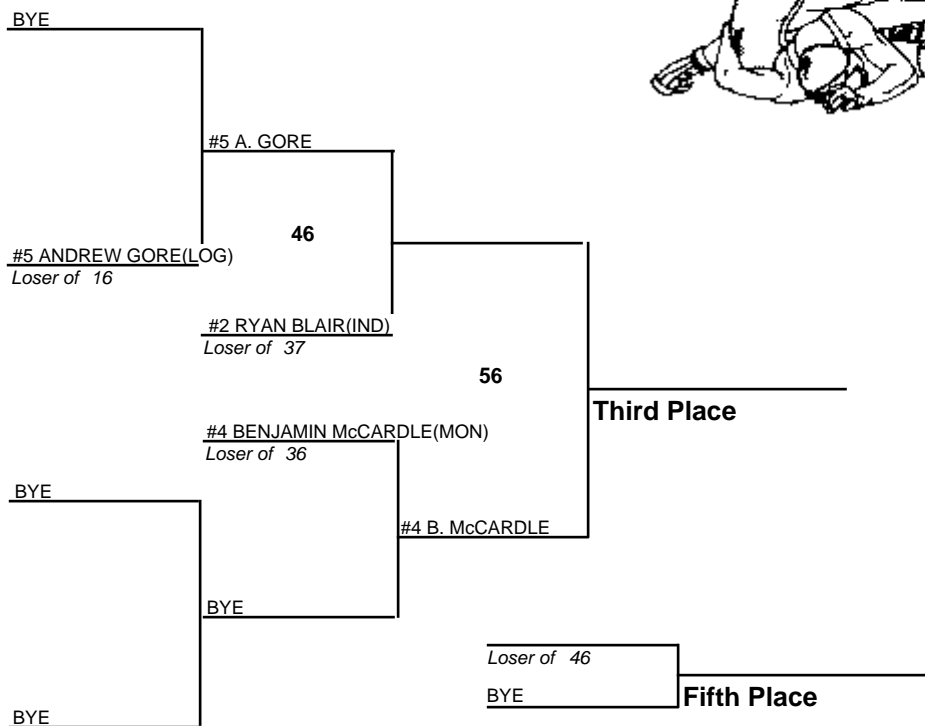 BYE
#5 A. GORE
46
#5 ANDREW GORE(LOG)
Loser of 16
#2 RYAN BLAIR(IND)
Loser of 37
56
Third Place
#4 BENJAMIN McCARDLE(MON)
Loser of 36
BYE
#4 B. McCARDLE
BYE
Loser of 46
BYE
Fifth Place
BYE